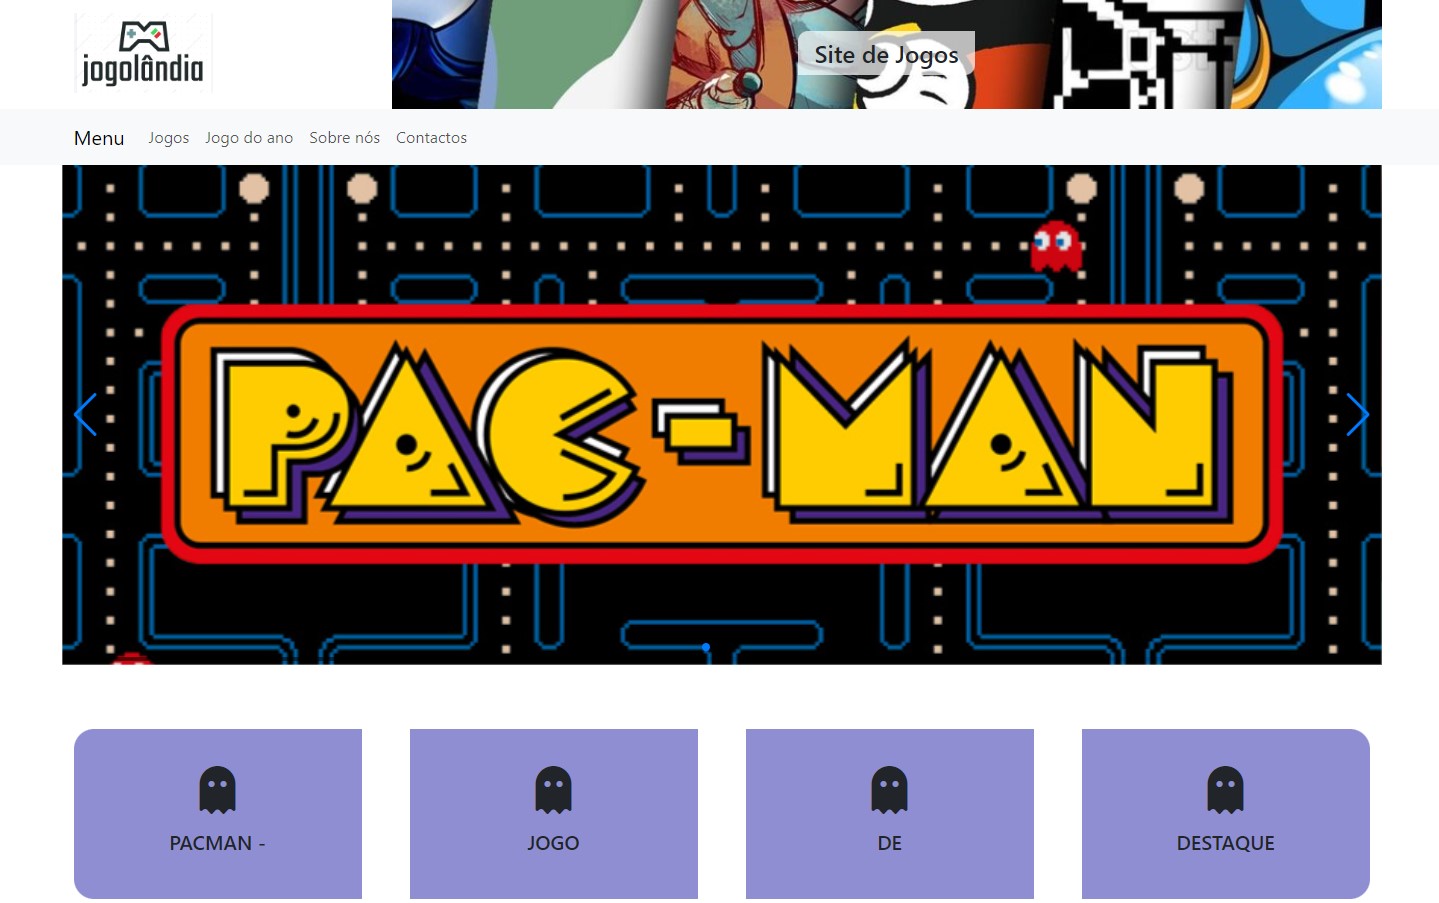 jogolândia
Site de Jogos
Menu Jogos Jogo do ano Sobre nós Contactos
PAC-MAN
PACMAN - JOGO DE DESTAQUE